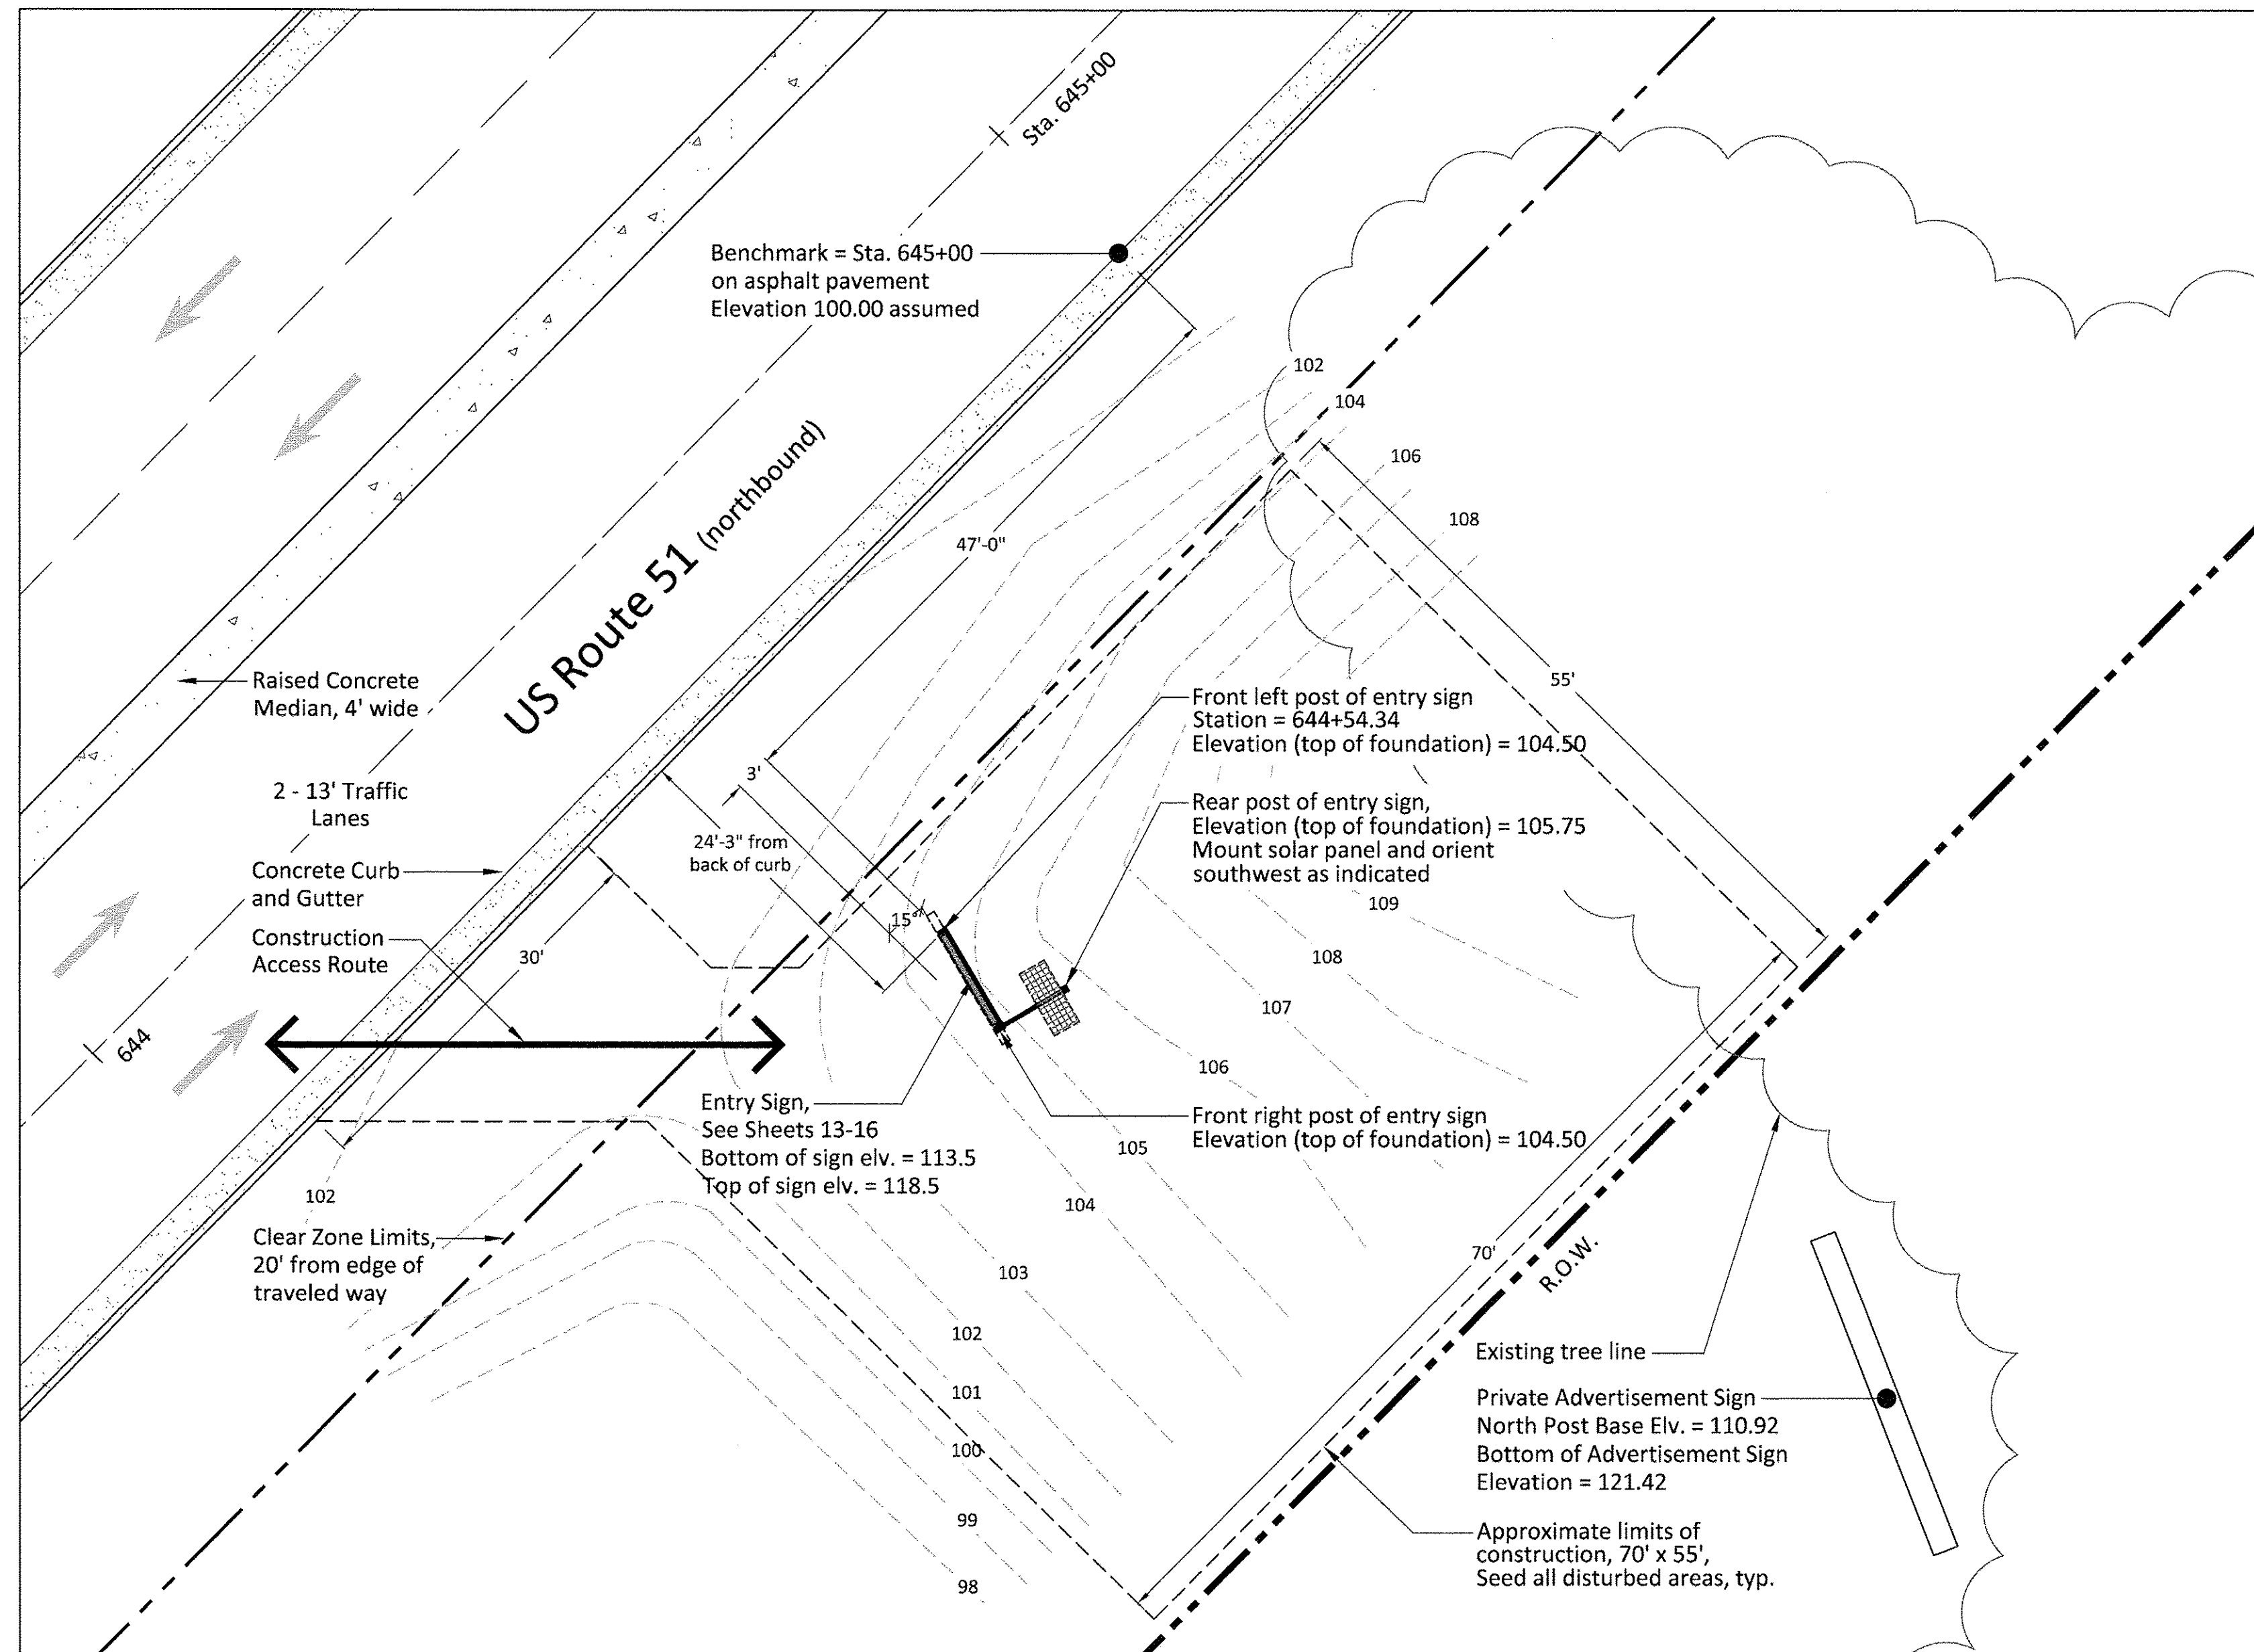 Sta. 645+00
Benchmark = Sta. 645+00
on asphalt pavement
Elevation 100.00 assumed
102
104
106
108
47'-0"
US Route 51 (northbound)
55'
Raised Concrete
Median, 4' wide
Front left post of entry sign
Station = 644+54.34
Elevation (top of foundation) = 104.50
3'
2 - 13' Traffic
Lanes
24'-3" from
back of curb
Rear post of entry sign,
Elevation (top of foundation) = 105.75
Mount solar panel and orient
southwest as indicated
Concrete Curb
and Gutter
15°
109
Construction
Access Route
30'
108
107
644
106
Entry Sign,
See Sheets 13-16
Bottom of sign elv. = 113.5
Top of sign elv. = 118.5
Front right post of entry sign
Elevation (top of foundation) = 104.50
105
102
104
Clear Zone Limits,
20' from edge of
traveled way
103
70'
R.O.W.
102
101
100
99
98
Existing tree line
Private Advertisement Sign
North Post Base Elv. = 110.92
Bottom of Advertisement Sign
Elevation = 121.42
Approximate limits of
construction, 70' x 55',
Seed all disturbed areas, typ.